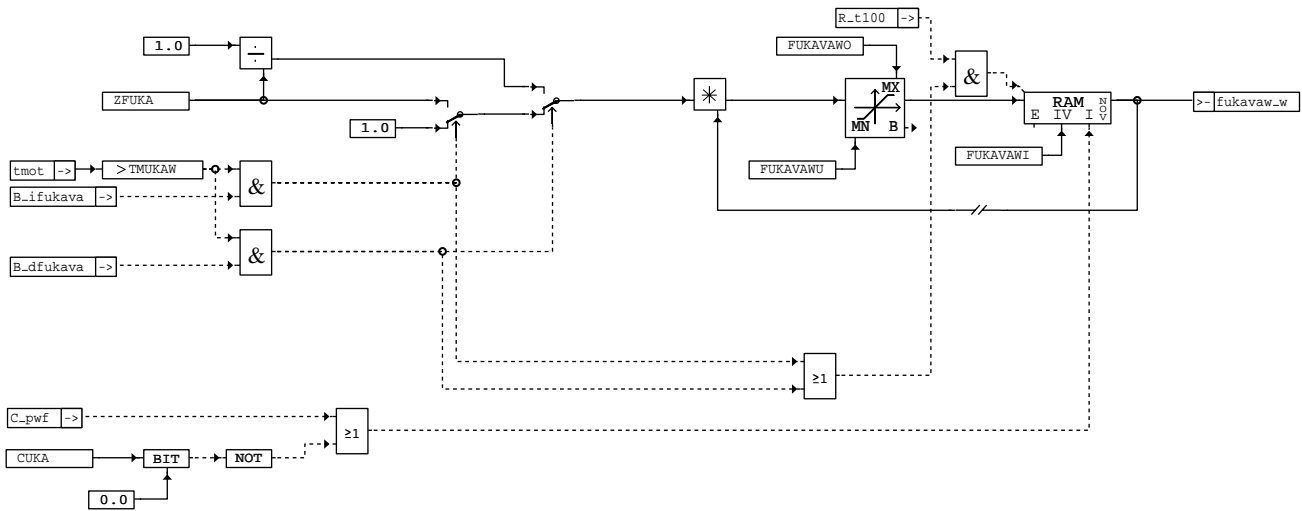 R_t100 ->
1.0
÷
FUKAVAWO
&
MX
ZFUKA
*
RAM
NOV
>- fukavaw_w
1.0
MN B
E IV I
FUKAVAWI
tmot ->
>TMUKAW
FUKAVAWU
&
B_ifukava ->
&
B_dfukava ->
≥1
C_pwf ->
≥1
CUKA
BIT
NOT
0.0